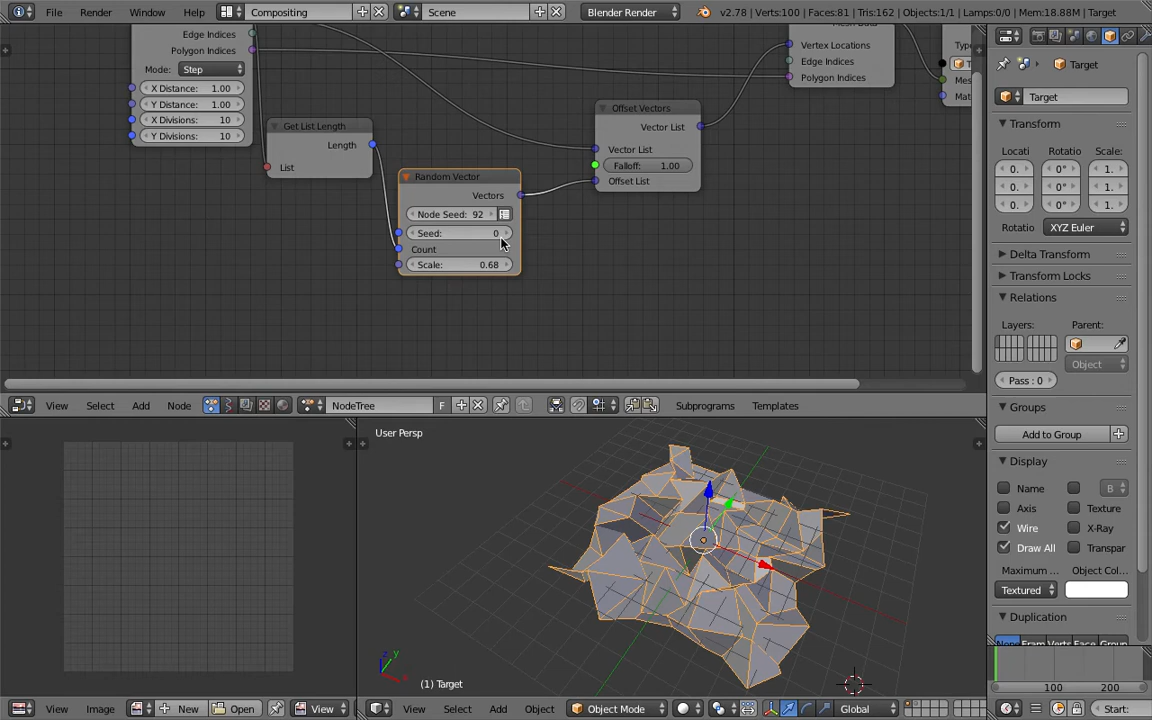 File Render Window Help Compositing Scene Blender Render v2.78 | Verts:100 | Faces:81 | Tris:162 | Objects:1/1 | Lamps:0/0 | Mem:18.88M | Target
Edge Indices
Polygon Indices
Mode: Step
X Distance: 1.00
Y Distance: 1.00
X Divisions: 10
Y Divisions: 10
Get List Length
Length
List
Random Vector
Vectors
Node Seed: 92
Seed: 0
Count
Scale: 0.68
Offset Vectors
Vector List
Vector List
Falloff: 1.00
Offset List
Vertex Locations
Edge Indices
Polygon Indices
Type
Mes
Mat
View Select Add Node NodeTree F Subprograms Templates
User Persp
(1) Target
View Image New Open View
View Select Add Object Object Mode Global
Target
Target
Transform
Locati Rotatio Scale:
0. 0° 1.
0. 0° 1.
0. 0° 1.
Rotatio XYZ Euler
Delta Transform
Transform Locks
Relations
Layers: Parent:
Object
Pass : 0
Groups
Add to Group
Display
Name B
Axis Texture
Wire X-Ray
Draw All Transpar
Maximum ... Object Col...
Textured
Duplication
100 200
Start: